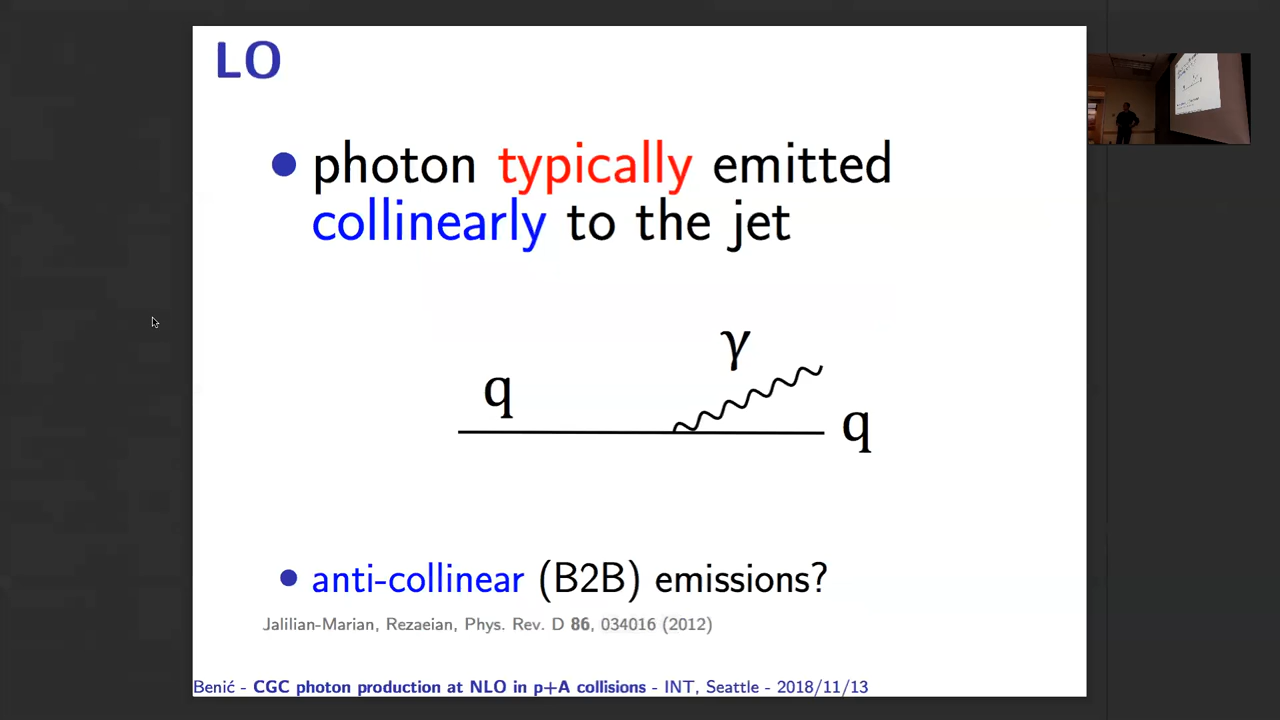 LO
• photon typically emitted
collinearly to the jet
γ
q
q
• anti-collinear (B2B) emissions?
Jalilian-Marian, Rezaeian, Phys. Rev. D 86, 034016 (2012)
Benić - CGC photon production at NLO in p+A collisions - INT, Seattle - 2018/11/13